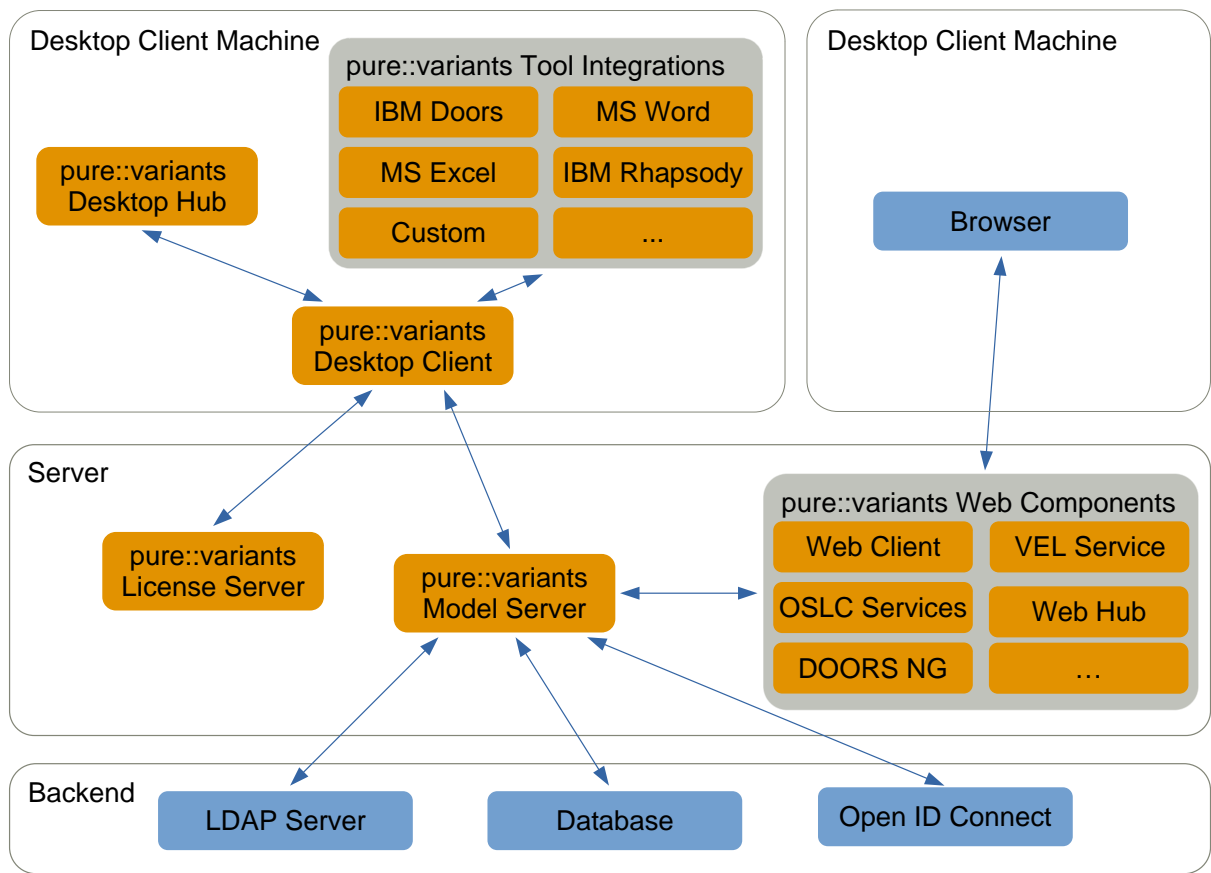 Desktop Client Machine
pure::variants Tool Integrations
IBM Doors
MS Word
MS Excel
IBM Rhapsody
Custom
...
pure::variants
Desktop Hub
pure::variants
Desktop Client
Desktop Client Machine
Browser
Server
pure::variants
License Server
pure::variants
Model Server
pure::variants Web Components
Web Client
VEL Service
OSLC Services
Web Hub
DOORS NG
…
Backend
LDAP Server
Database
Open ID Connect